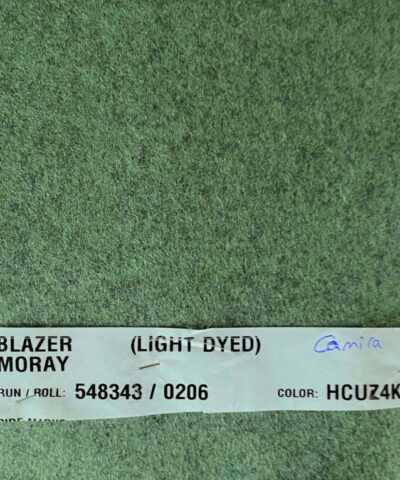 BLAZER (LIGHT DYED) Camira
MORAY
RUN / ROLL: 548343 / 0206 COLOR: HCUZ4K